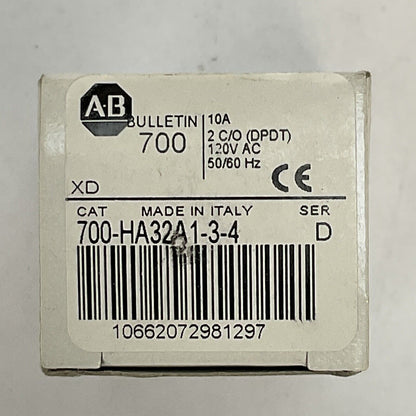 AB
BULLETIN
700
10A
2 C/O (DPDT)
120V AC
50/60 Hz
XD
CE
CAT MADE IN ITALY SER
700-HA32A1-3-4 D
10662072981297